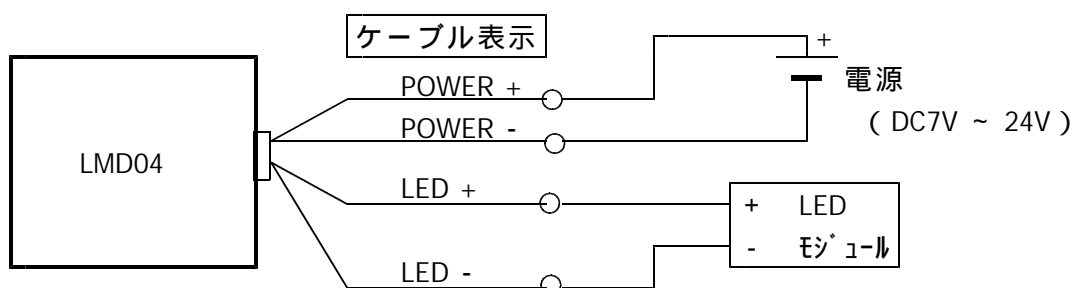 ケーブル表示
+
POWER +
電源
POWER -
( DC7V ~ 24V )
LMD04
LED +
+ LED
- ﾓｼﾞｭｰﾙ
LED -